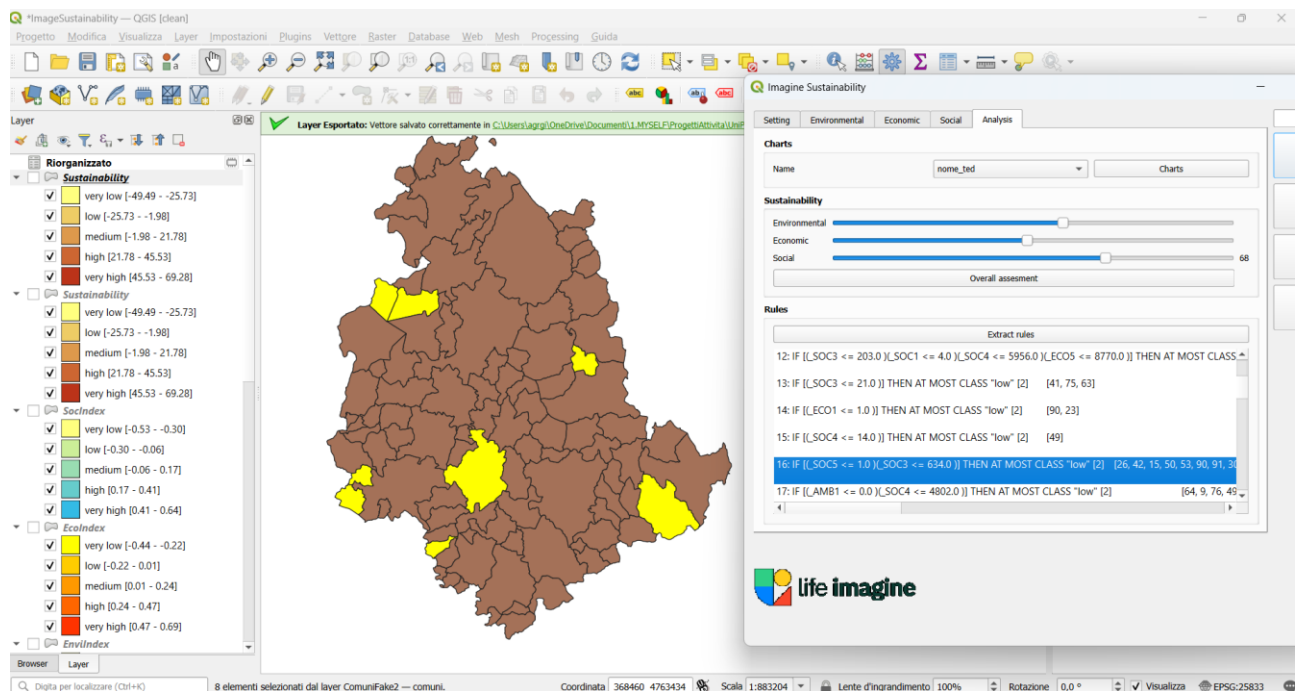 *ImageSustainability — QGIS [clean]
Progetto Modifica Visualizza Layer Impostazioni Plugins Vettore Raster Database Web Mesh Processing Guida
Layer
Layer Esportato: Vettore salvato correttamente in C:\Users\agrgi\OneDrive\Documenti\1.MYSELF\ProgettiAttivita\UniP
Riorganizzato
Sustainability
very low [-49.49 - -25.73]
low [-25.73 - -1.98]
medium [-1.98 - 21.78]
high [21.78 - 45.53]
very high [45.53 - 69.28]
Sustainability
very low [-49.49 - -25.73]
low [-25.73 - -1.98]
medium [-1.98 - 21.78]
high [21.78 - 45.53]
very high [45.53 - 69.28]
SocIndex
very low [-0.53 - -0.30]
low [-0.30 - -0.06]
medium [-0.06 - 0.17]
high [0.17 - 0.41]
very high [0.41 - 0.64]
EcoIndex
very low [-0.44 - -0.22]
low [-0.22 - 0.01]
medium [0.01 - 0.24]
high [0.24 - 0.47]
very high [0.47 - 0.69]
EnviIndex
Browser Layer
Imagine Sustainability
Setting Environmental Economic Social Analysis
Charts
Name nome_ted Charts
Sustainability
Environmental
Economic
Social 68
Overall assesment
Rules
Extract rules
12: IF [(_SOC3 <= 203.0 )(_SOC1 <= 4.0 )(_SOC4 <= 5956.0 )(_ECO5 <= 8770.0 )] THEN AT MOST CLASS
13: IF [(_SOC3 <= 21.0 )] THEN AT MOST CLASS "low" [2] [41, 75, 63]
14: IF [(_ECO1 <= 1.0 )] THEN AT MOST CLASS "low" [2] [90, 23]
15: IF [(_SOC4 <= 14.0 )] THEN AT MOST CLASS "low" [2] [49]
16: IF [(_SOC5 <= 1.0 )(_SOC3 <= 634.0 )] THEN AT MOST CLASS "low" [2] [26, 42, 15, 50, 53, 90, 91, 30
17: IF [(_AMB1 <= 0.0 )(_SOC4 <= 4802.0 )] THEN AT MOST CLASS "low" [2] [64, 9, 76, 49
life imagine
Digita per localizzare (Ctrl+K) 8 elementi selezionati dal layer ComuniFake2 — comuni. Coordinata 368460 4763434 Scala 1:883204 Lente d'ingrandimento 100% Rotazione 0,0 ° Visualizza EPSG:25833